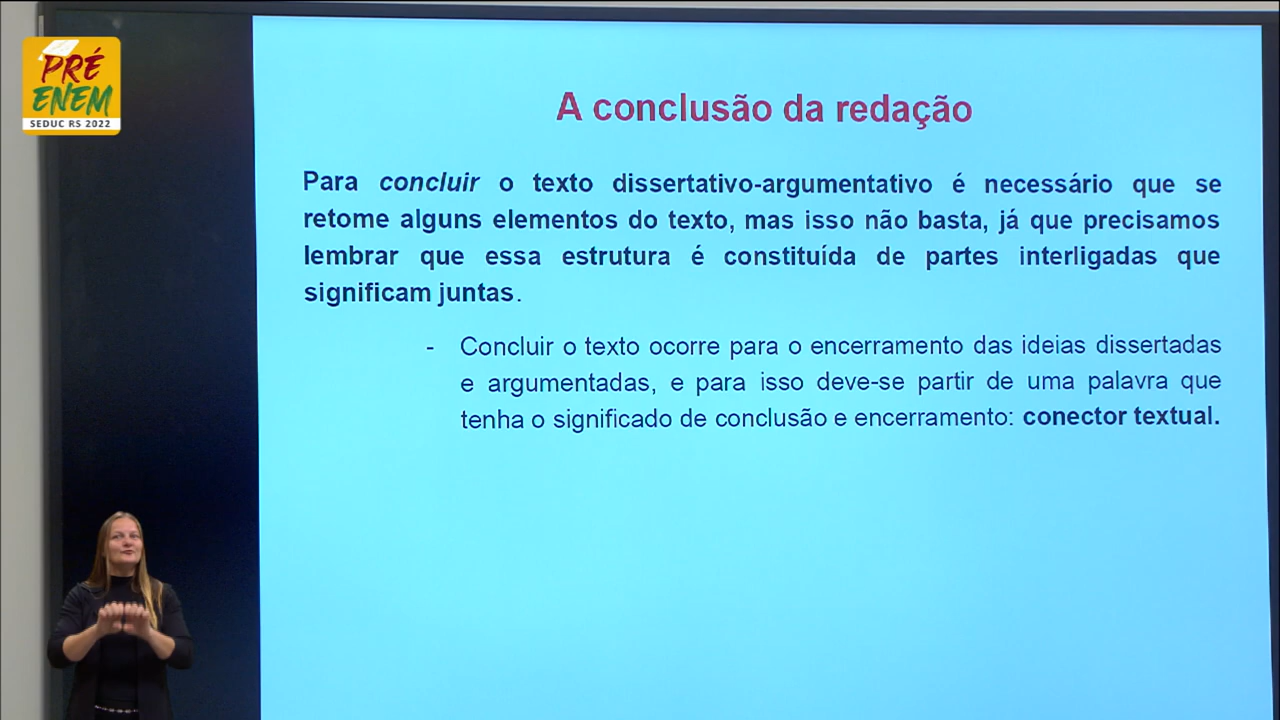 PRÉ
ENEM
SEDUC RS 2022
A conclusão da redação
Para concluir o texto dissertativo-argumentativo é necessário que se
retome alguns elementos do texto, mas isso não basta, já que precisamos
lembrar que essa estrutura é constituída de partes interligadas que
significam juntas.
- Concluir o texto ocorre para o encerramento das ideias dissertadas
e argumentadas, e para isso deve-se partir de uma palavra que
tenha o significado de conclusão e encerramento: conector textual.